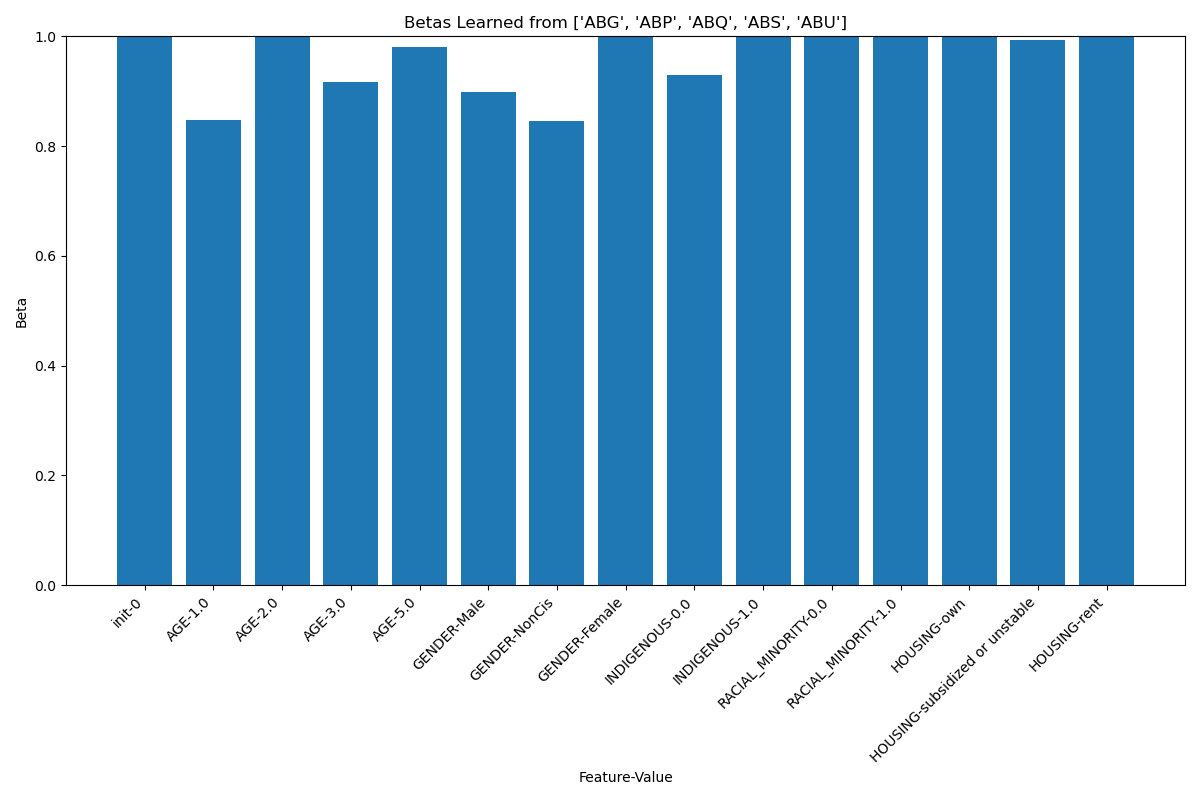 Betas Learned from ['ABG', 'ABP', 'ABQ', 'ABS', 'ABU']
1.0
0.8
0.6
0.4
0.2
0.0
Beta
init-0
AGE-1.0
AGE-2.0
AGE-3.0
AGE-5.0
GENDER-Male
GENDER-NonCis
GENDER-Female
INDIGENOUS-0.0
INDIGENOUS-1.0
RACIAL_MINORITY-0.0
RACIAL_MINORITY-1.0
HOUSING-own
HOUSING-subsidized or unstable
HOUSING-rent
Feature-Value